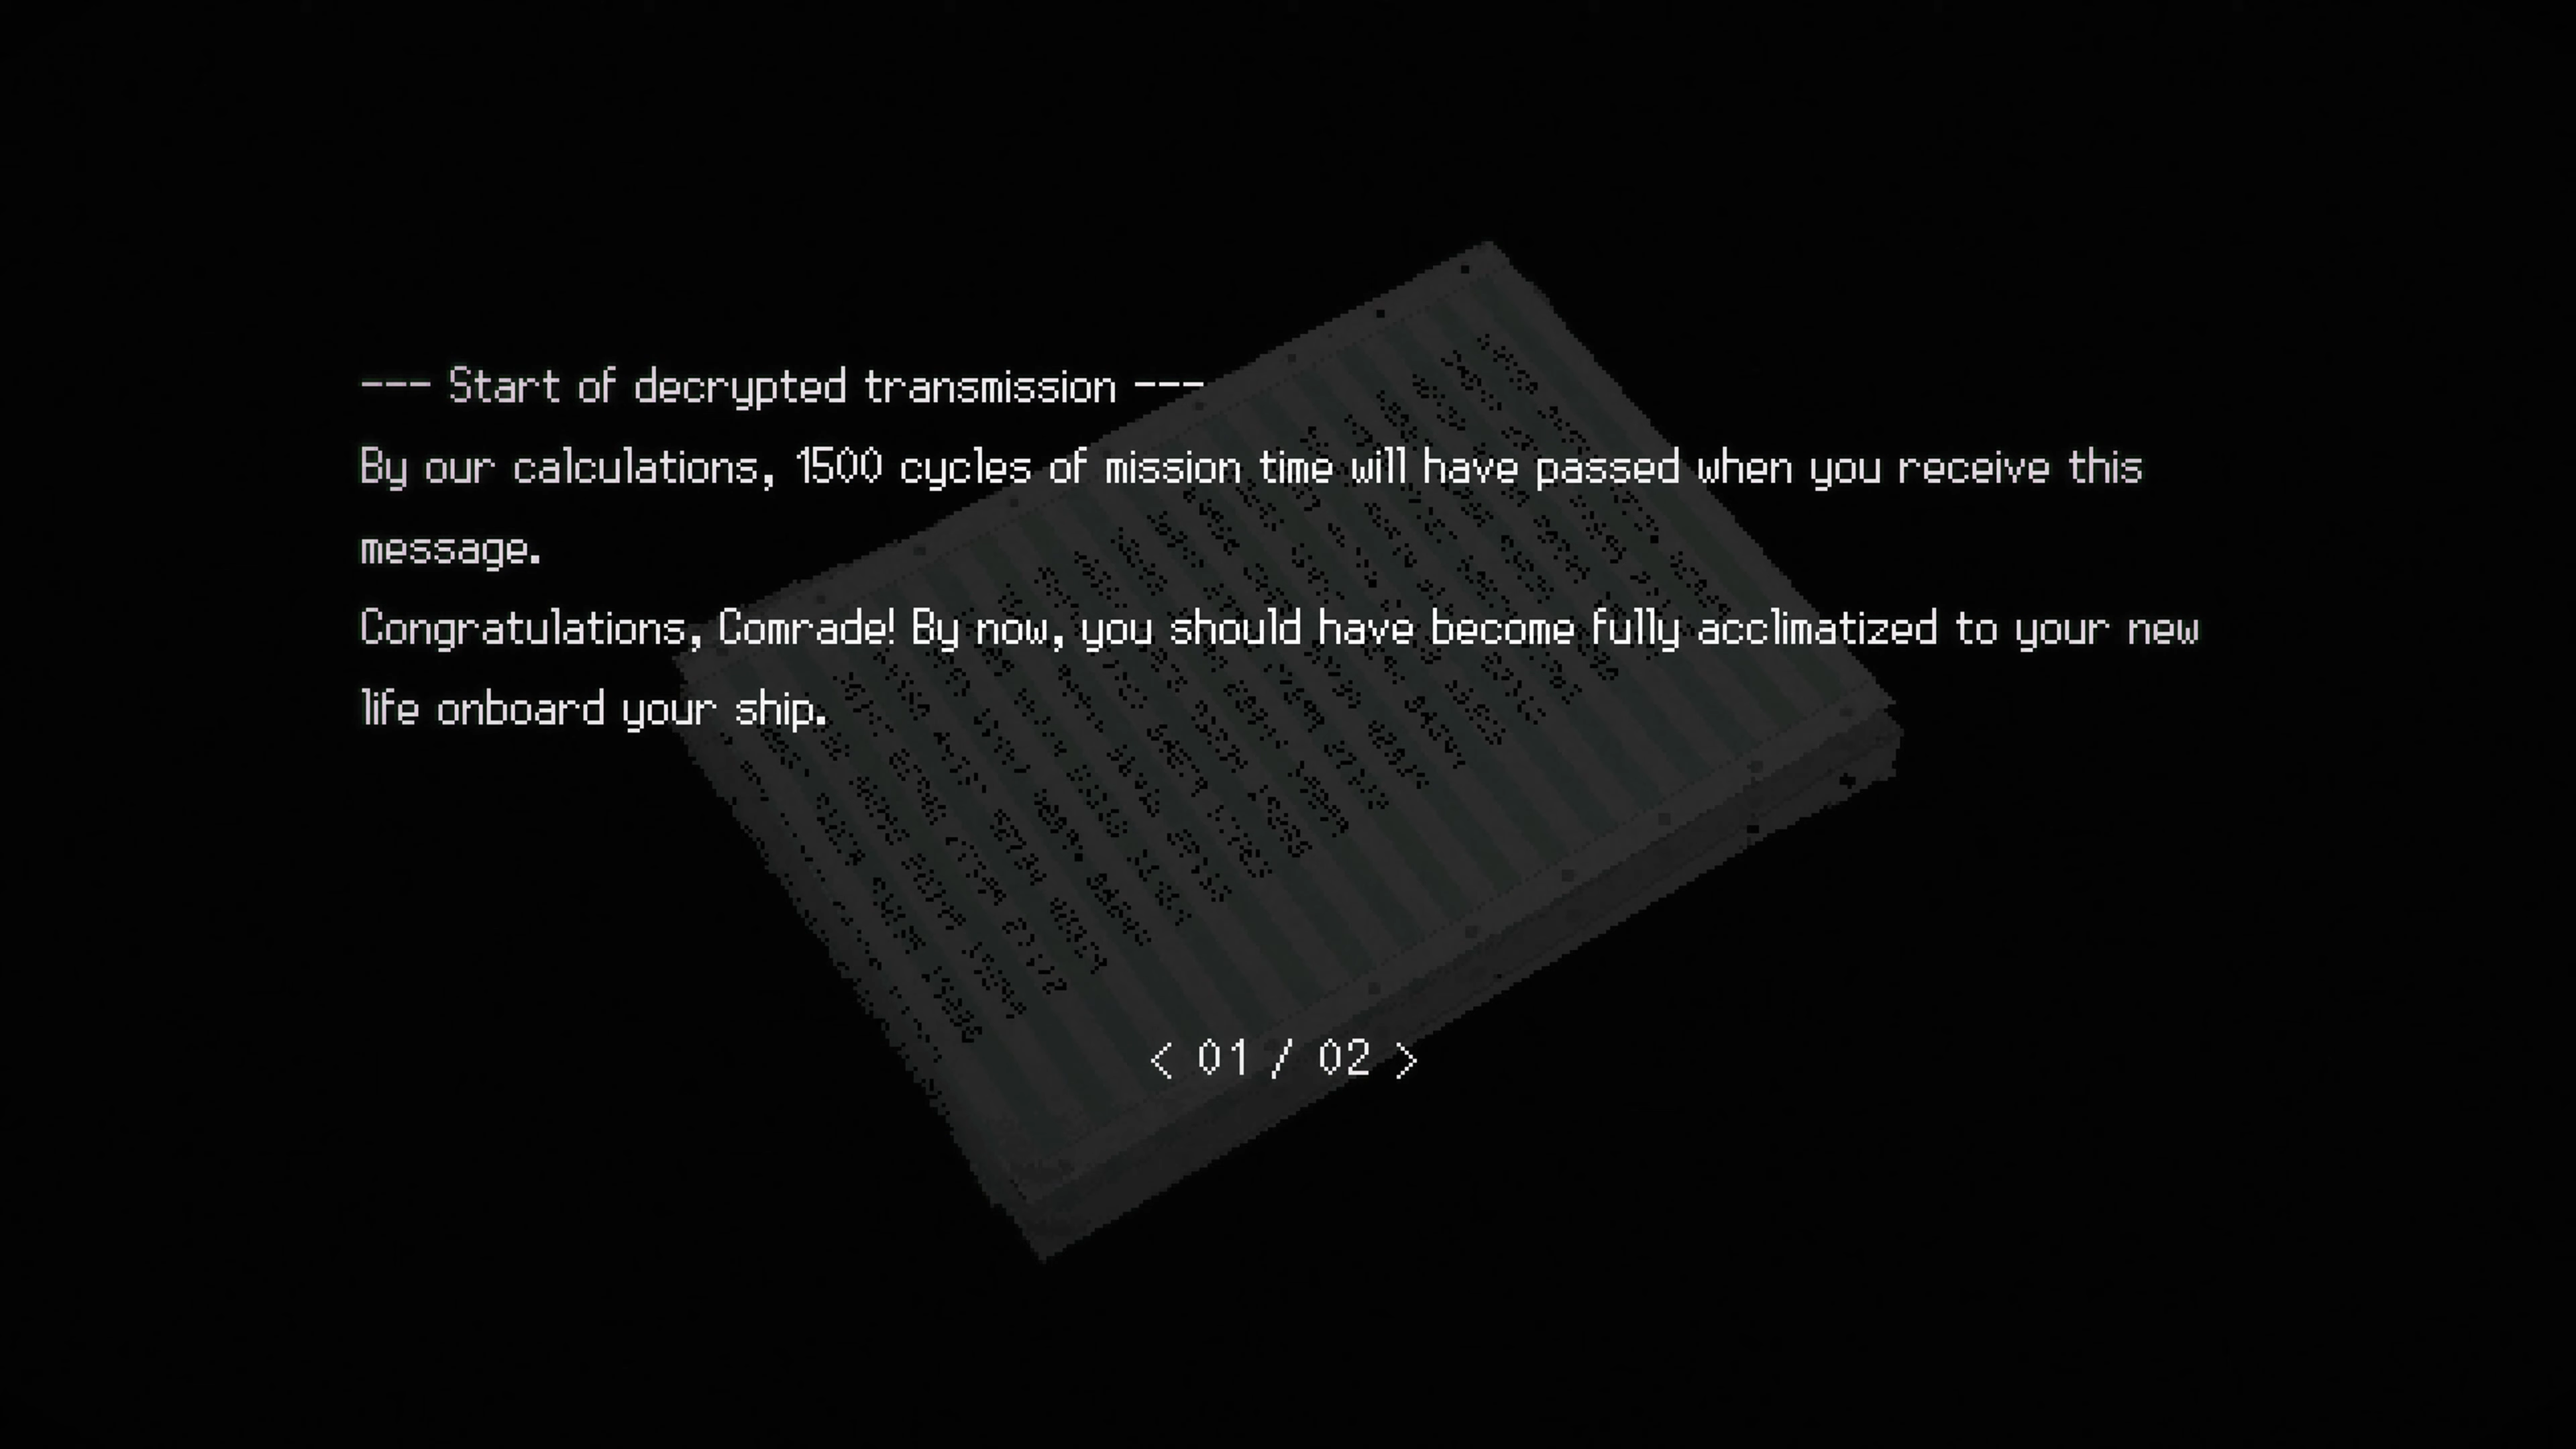 --- Start of decrypted transmission ---
By our calculations, 1500 cycles of mission time will have passed when you receive this
message.
Congratulations, Comrade! By now, you should have become fully acclimatized to your new
life onboard your ship.
< 01 / 02 >